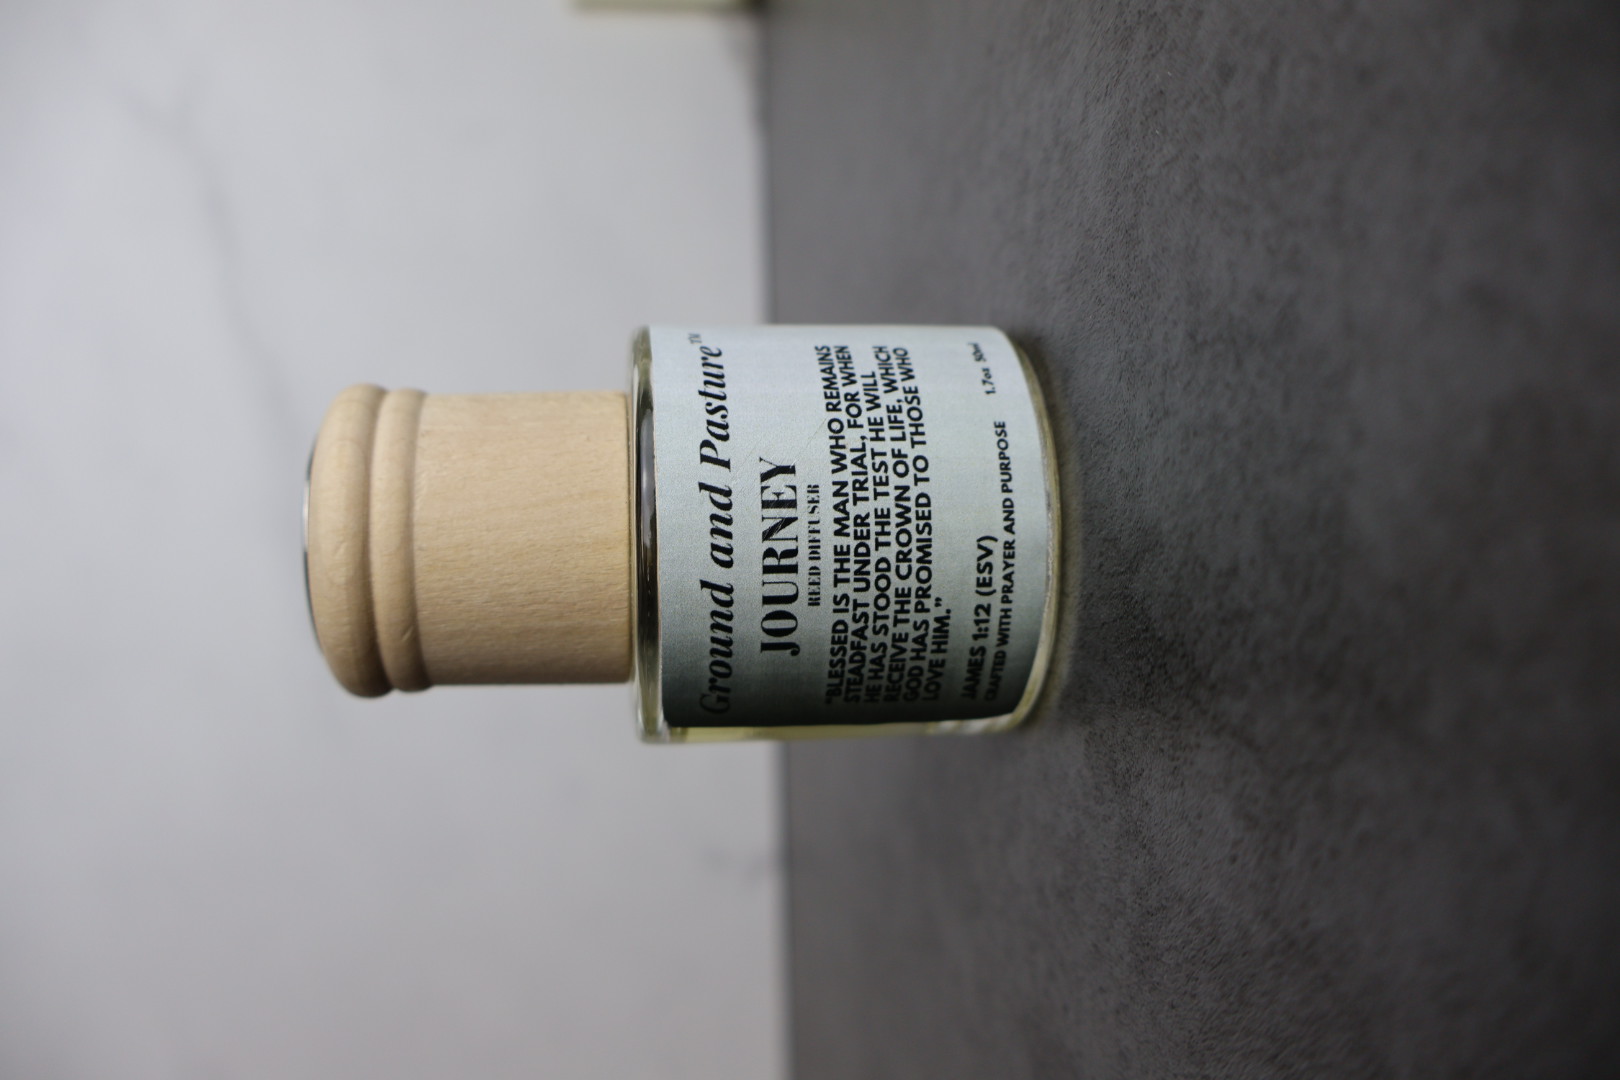 Ground and Pasture™
JOURNEY
REED DIFFUSER
"BLESSED IS THE MAN WHO REMAINS
STEADFAST UNDER TRIAL, FOR WHEN
HE HAS STOOD THE TEST HE WILL
RECEIVE THE CROWN OF LIFE, WHICH
GOD HAS PROMISED TO THOSE WHO
LOVE HIM."
JAMES 1:12 (ESV)
CRAFTED WITH PRAYER AND PURPOSE 1.7oz 50ml